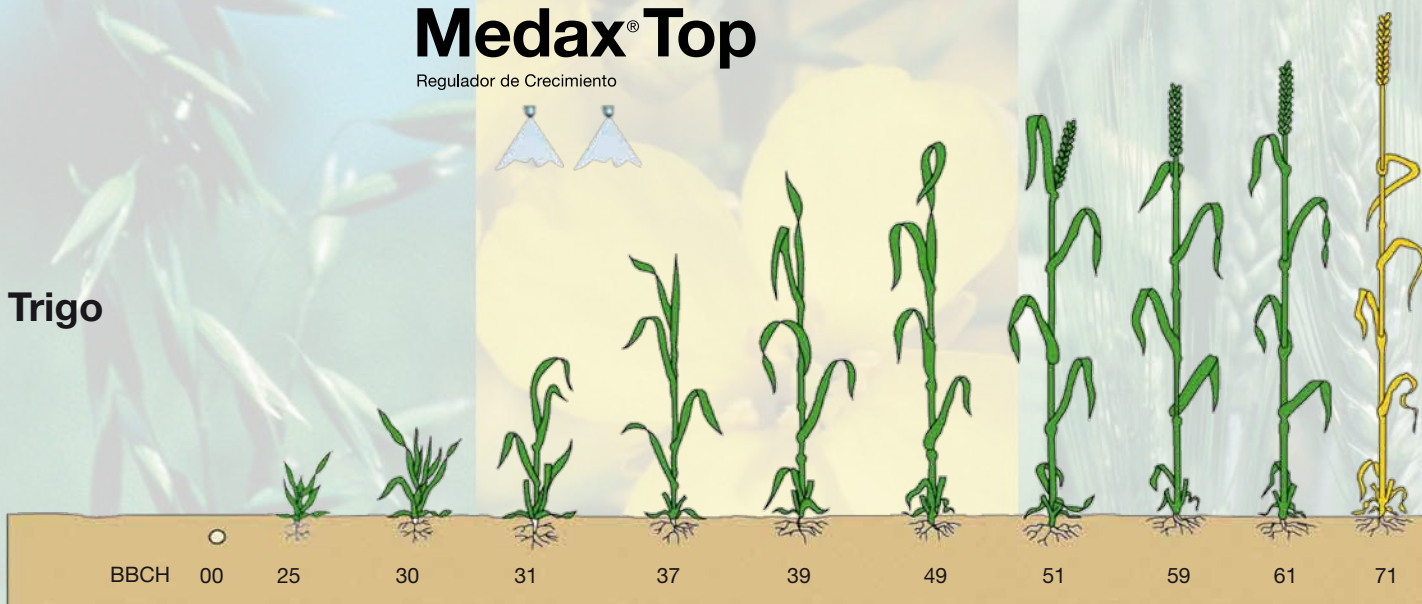 Medax® Top
Regulador de Crecimiento
Trigo
BBCH 00 25 30 31 37 39 49 51 59 61 71